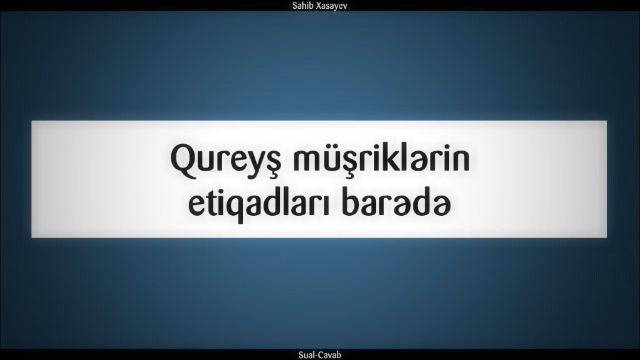 Sahib Xasayev
Qureyş müşriklərin
etiqadları barədə
Sual-Cavab